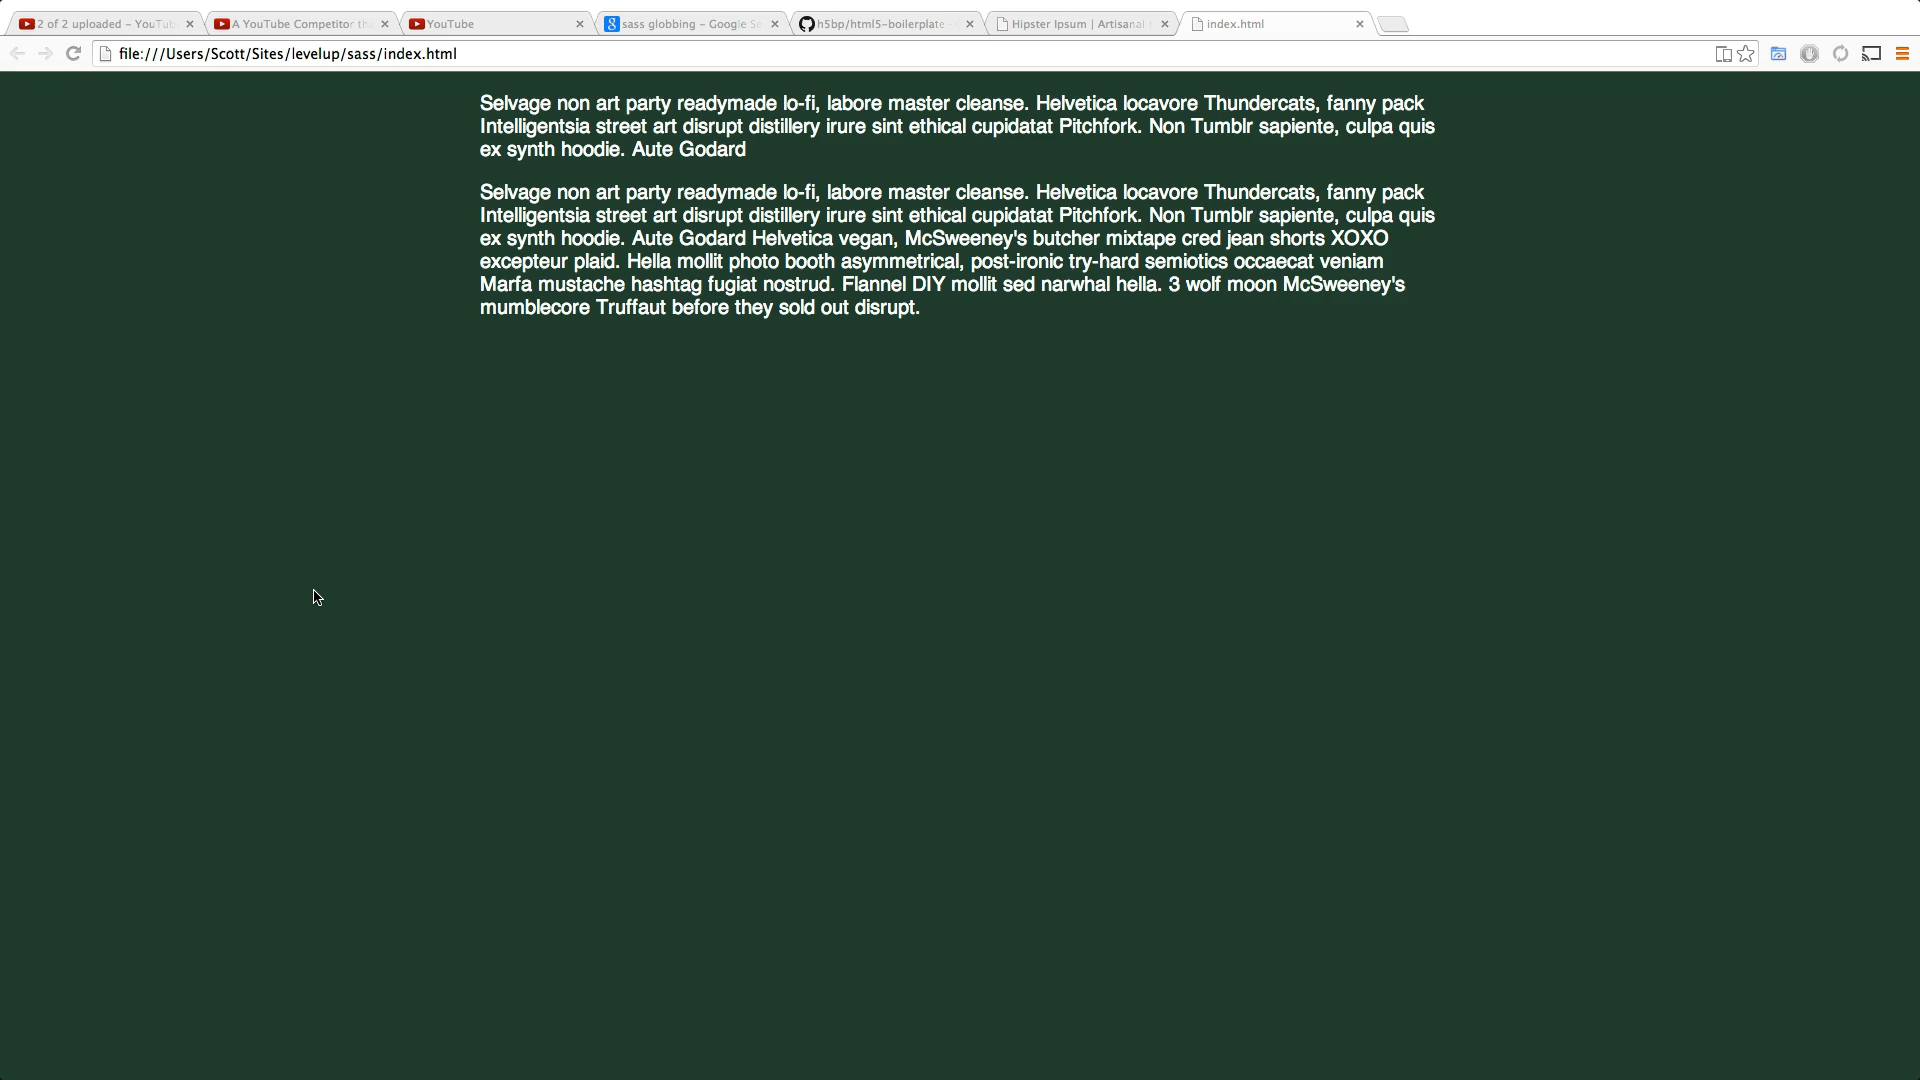 2 of 2 uploaded - YouTub
A YouTube Competitor tha
YouTube
sass globbing - Google Se
h5bp/html5-boilerplate
Hipster Ipsum | Artisanal
index.html
file:///Users/Scott/Sites/levelup/sass/index.html
Selvage non art party readymade lo-fi, labore master cleanse. Helvetica locavore Thundercats, fanny pack
Intelligentsia street art disrupt distillery irure sint ethical cupidatat Pitchfork. Non Tumblr sapiente, culpa quis
ex synth hoodie. Aute Godard
Selvage non art party readymade lo-fi, labore master cleanse. Helvetica locavore Thundercats, fanny pack
Intelligentsia street art disrupt distillery irure sint ethical cupidatat Pitchfork. Non Tumblr sapiente, culpa quis
ex synth hoodie. Aute Godard Helvetica vegan, McSweeney's butcher mixtape cred jean shorts XOXO
excepteur plaid. Hella mollit photo booth asymmetrical, post-ironic try-hard semiotics occaecat veniam
Marfa mustache hashtag fugiat nostrud. Flannel DIY mollit sed narwhal hella. 3 wolf moon McSweeney's
mumblecore Truffaut before they sold out disrupt.